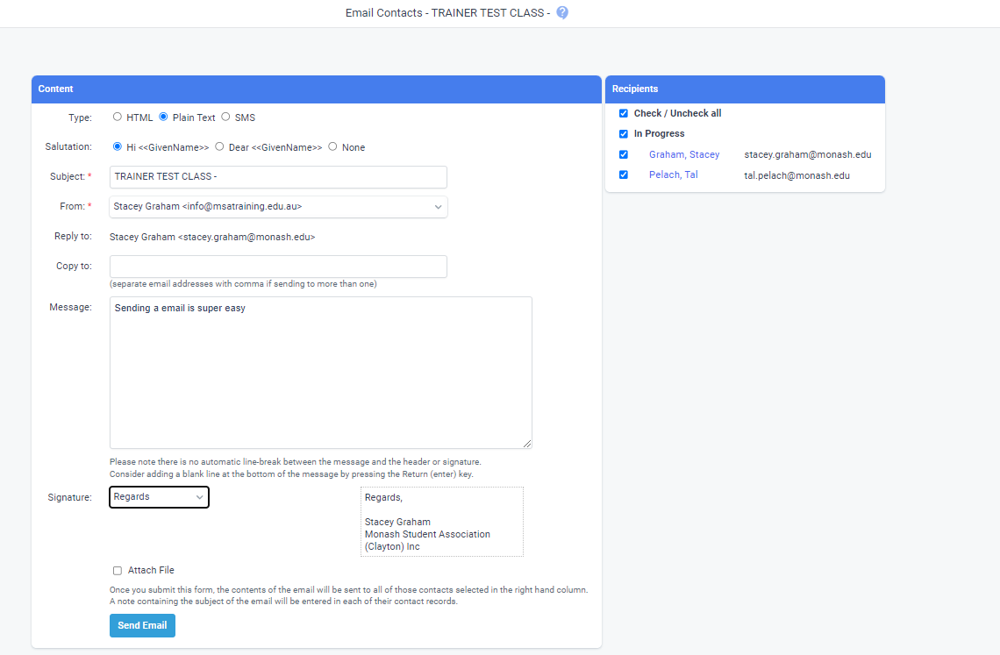 Email Contacts - TRAINER TEST CLASS - ?
Content
Type: HTML Plain Text SMS
Salutation: Hi <<GivenName>> Dear <<GivenName>> None
Subject: * TRAINER TEST CLASS -
From: * Stacey Graham <info@msatraining.edu.au>
Reply to: Stacey Graham <stacey.graham@monash.edu>
Copy to:
(separate email addresses with comma if sending to more than one)
Message: Sending a email is super easy
Please note there is no automatic line-break between the message and the header or signature.
Consider adding a blank line at the bottom of the message by pressing the Return (enter) key.
Signature: Regards
Regards,
Stacey Graham
Monash Student Association
(Clayton) Inc
Attach File
Once you submit this form, the contents of the email will be sent to all of those contacts selected in the right hand column.
A note containing the subject of the email will be entered in each of their contact records.
Send Email
Recipients
Check / Uncheck all
In Progress
Graham, Stacey stacey.graham@monash.edu
Pelach, Tal tal.pelach@monash.edu